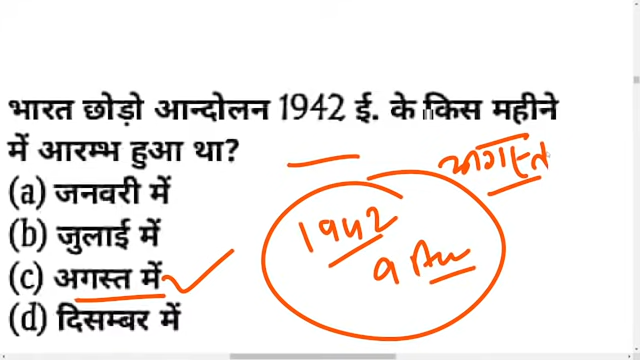 भारत छोड़ो आन्दोलन 1942 ई. के किस महीने
में आरम्भ हुआ था?
अगस्त
(a) जनवरी में
(b) जुलाई में
1942
(c) अगस्त में
9 Au
(d) दिसम्बर में